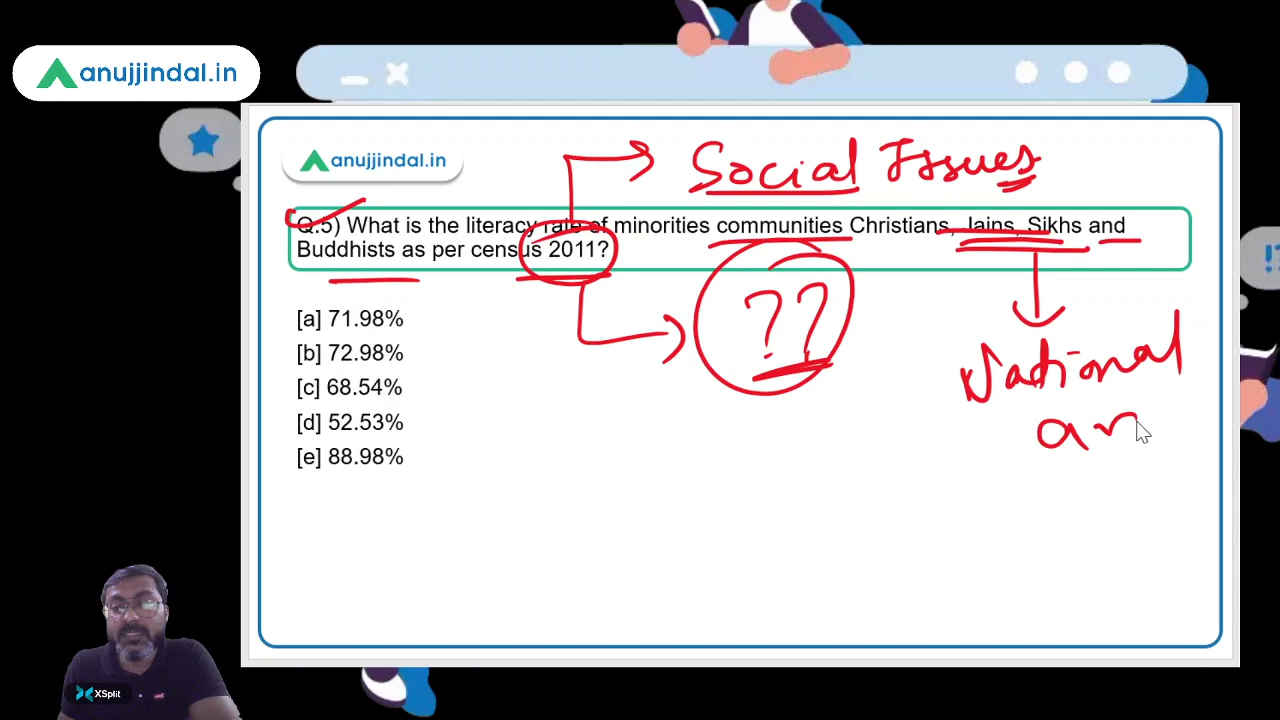 anujjindal.in
anujjindal.in
Social Issues
Q.5) What is the literacy rate of minorities communities Christians, Jains, Sikhs and
Buddhists as per census 2011?
??
[a] 71.98%
[b] 72.98%
[c] 68.54%
[d] 52.53%
[e] 88.98%
National
an
XSplit